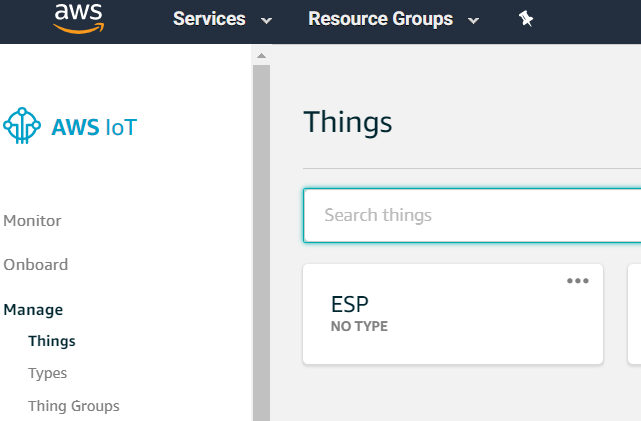 aws Services Resource Groups
AWS IoT
Monitor
Onboard
Manage
Things
Types
Thing Groups
Things
Search things
ESP
NO TYPE